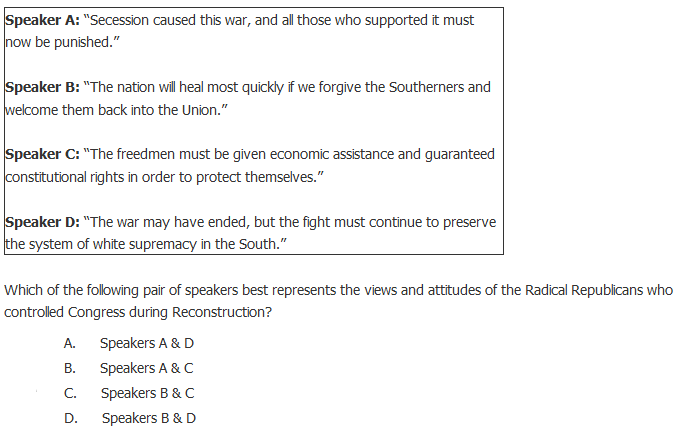 Speaker A: “Secession caused this war, and all those who supported it must
now be punished.”
Speaker B: “The nation will heal most quickly if we forgive the Southerners and
welcome them back into the Union.”
Speaker C: “The freedmen must be given economic assistance and guaranteed
constitutional rights in order to protect themselves.”
Speaker D: “The war may have ended, but the fight must continue to preserve
the system of white supremacy in the South.”
Which of the following pair of speakers best represents the views and attitudes of the Radical Republicans who
controlled Congress during Reconstruction?
A. Speakers A & D
B. Speakers A & C
C. Speakers B & C
D. Speakers B & D